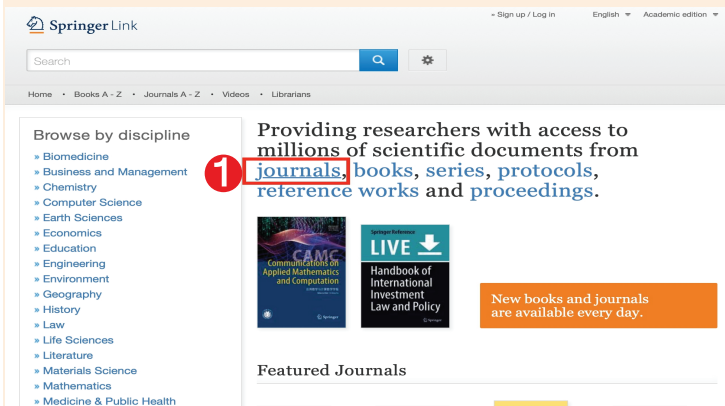 » Sign up / Log in English Academic edition
Springer Link
Search
Home • Books A - Z • Journals A - Z • Videos • Librarians
Browse by discipline
» Biomedicine
» Business and Management
» Chemistry
» Computer Science
» Earth Sciences
» Economics
» Education
» Engineering
» Environment
» Geography
» History
» Law
» Life Sciences
» Literature
» Materials Science
» Mathematics
» Medicine & Public Health
Providing researchers with access to
millions of scientific documents from
1 journals, books, series, protocols,
reference works and proceedings.
CAMC
Communications on
Applied Mathematics
and Computation
Springer
Springer Reference
LIVE
Handbook of
International
Investment
Law and Policy
Springer
New books and journals
are available every day.
Featured Journals